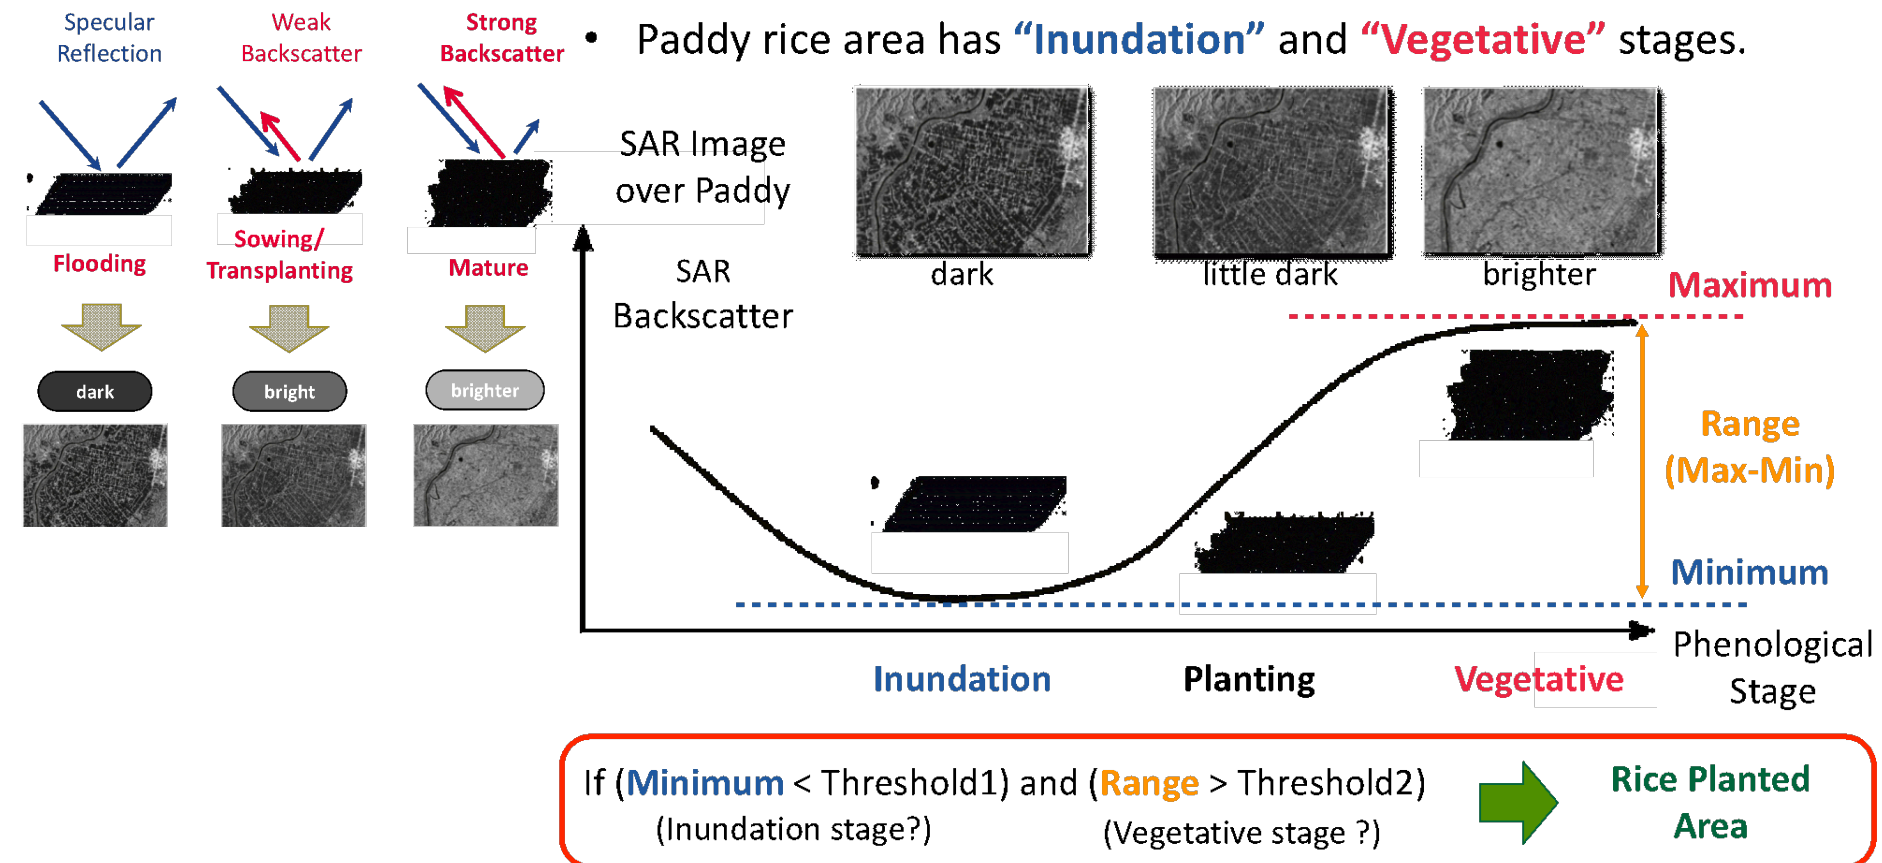 Specular
Reflection
Weak
Backscatter
Strong
Backscatter
• Paddy rice area has “Inundation” and “Vegetative” stages.
Flooding
Sowing/
Transplanting
Mature
dark
bright
brighter
SAR Image
over Paddy
dark
little dark
brighter
SAR
Backscatter
Maximum
Range
(Max-Min)
Minimum
Inundation
Planting
Vegetative
Phenological
Stage
If (Minimum < Threshold1) and (Range > Threshold2)
(Inundation stage?)
(Vegetative stage ?)
Rice Planted
Area